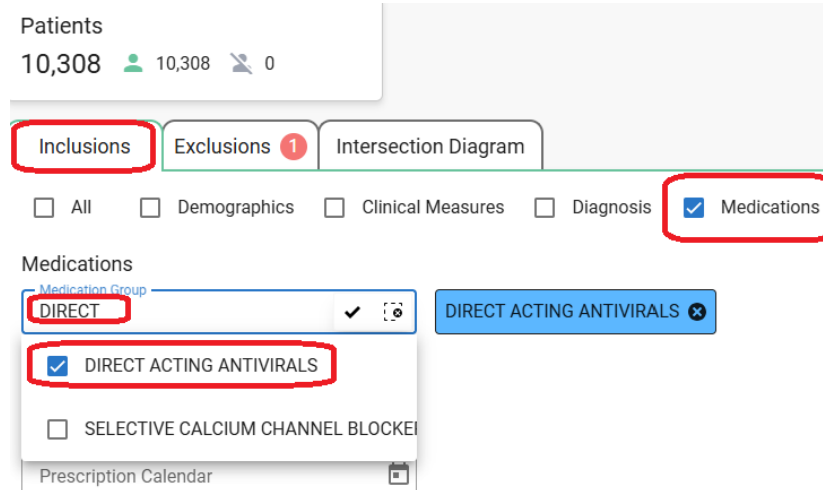 Patients
10,308 10,308 0
Inclusions Exclusions 1 Intersection Diagram
All Demographics Clinical Measures Diagnosis Medications
Medications
Medication Group
DIRECT DIRECT ACTING ANTIVIRALS
DIRECT ACTING ANTIVIRALS
SELECTIVE CALCIUM CHANNEL BLOCKE
Prescription Calendar